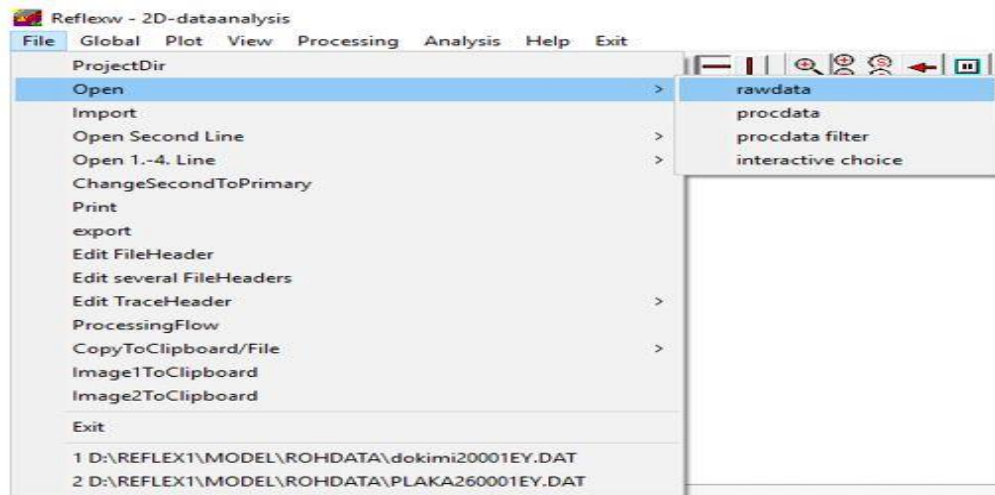 Reflexw - 2D-dataanalysis
File Global Plot View Processing Analysis Help Exit
ProjectDir
Open >
rawdata
Import
procdata
Open Second Line >
procdata filter
Open 1.-4. Line >
interactive choice
ChangeSecondToPrimary
Print
export
Edit FileHeader
Edit several FileHeaders
Edit TraceHeader >
ProcessingFlow
CopyToClipboard/File >
Image1ToClipboard
Image2ToClipboard
Exit
1 D:\REFLEX1\MODEL\ROHDATA\dokimi20001EY.DAT
2 D:\REFLEX1\MODEL\ROHDATA\PLAKA260001EY.DAT